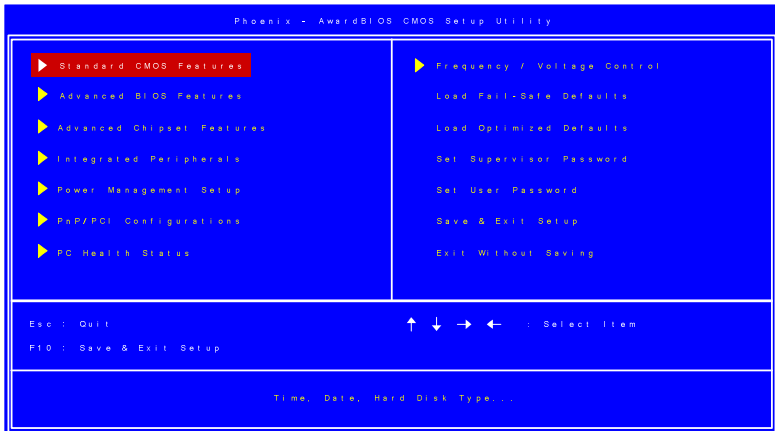 Phoenix - AwardBIOS CMOS Setup Utility
Standard CMOS Features
Advanced BIOS Features
Advanced Chipset Features
Integrated Peripherals
Power Management Setup
PnP/PCI Configurations
PC Health Status
Frequency / Voltage Control
Load Fail-Safe Defaults
Load Optimized Defaults
Set Supervisor Password
Set User Password
Save & Exit Setup
Exit Without Saving
Esc : Quit
F10 : Save & Exit Setup
↑ ↓ → ← : Select Item
Time, Date, Hard Disk Type...